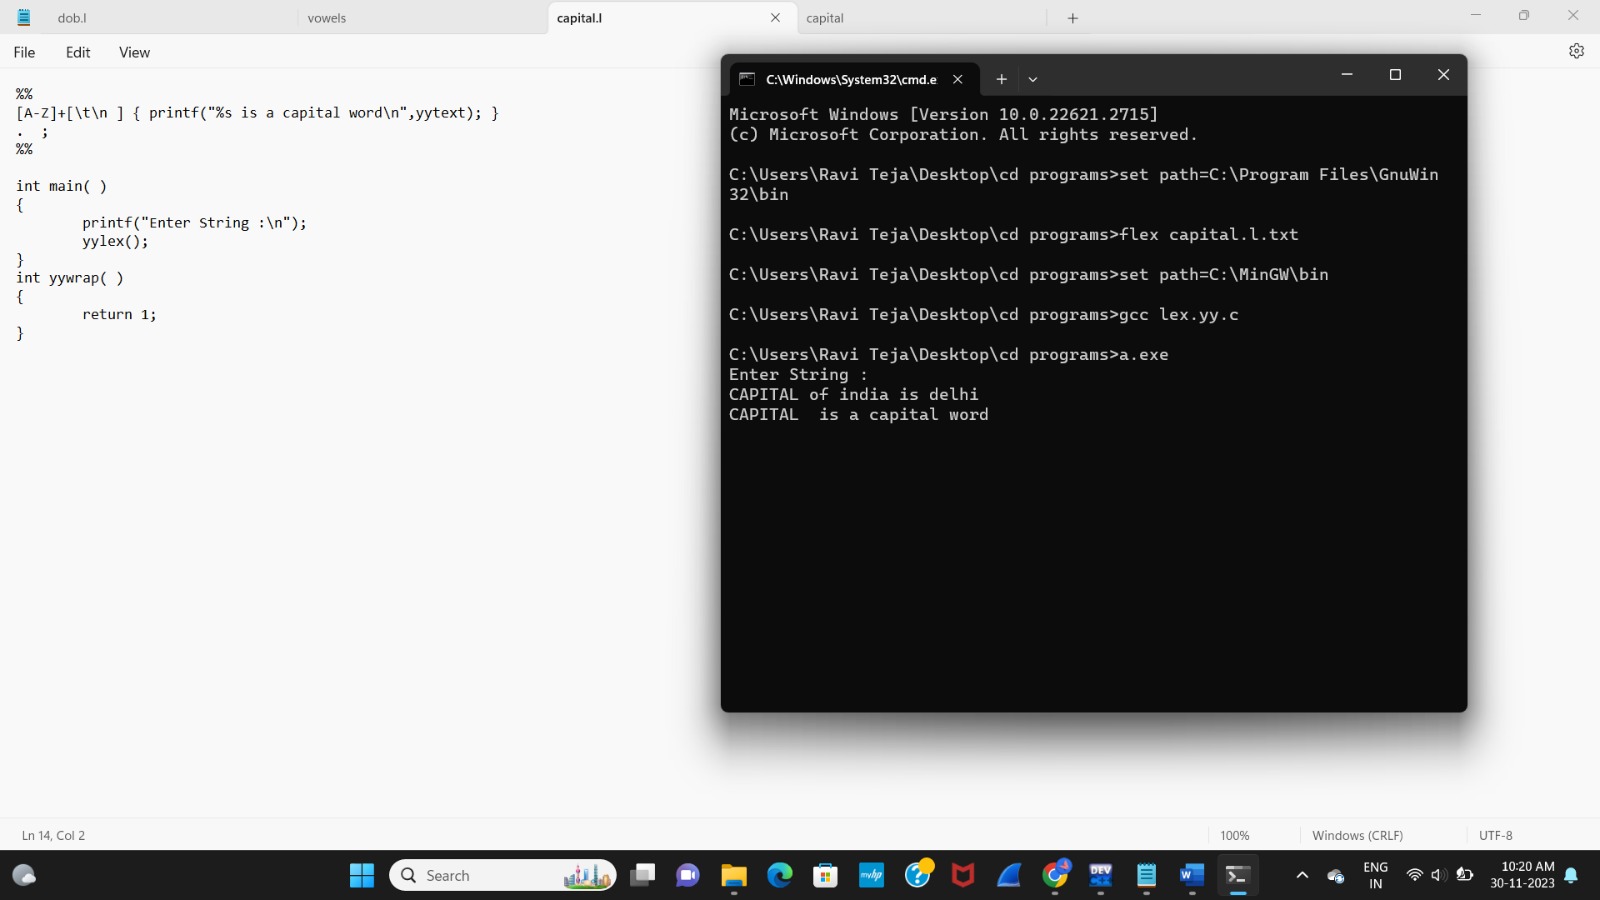 dob.l
vowels
capital.l
capital
File
Edit
View
%%
[A-Z]+[\t\n ] { printf("%s is a capital word\n",yytext); }
. ;
%%
int main( )
{
printf("Enter String :\n");
yylex();
}
int yywrap( )
{
return 1;
}
C:\Windows\System32\cmd.e
Microsoft Windows [Version 10.0.22621.2715]
(c) Microsoft Corporation. All rights reserved.
C:\Users\Ravi Teja\Desktop\cd programs>set path=C:\Program Files\GnuWin
32\bin
C:\Users\Ravi Teja\Desktop\cd programs>flex capital.l.txt
C:\Users\Ravi Teja\Desktop\cd programs>set path=C:\MinGW\bin
C:\Users\Ravi Teja\Desktop\cd programs>gcc lex.yy.c
C:\Users\Ravi Teja\Desktop\cd programs>a.exe
Enter String :
CAPITAL of india is delhi
CAPITAL  is a capital word
Ln 14, Col 2
100%
Windows (CRLF)
UTF-8
Search
myhp
DEV
W
ENG
IN
10:20 AM
30-11-2023